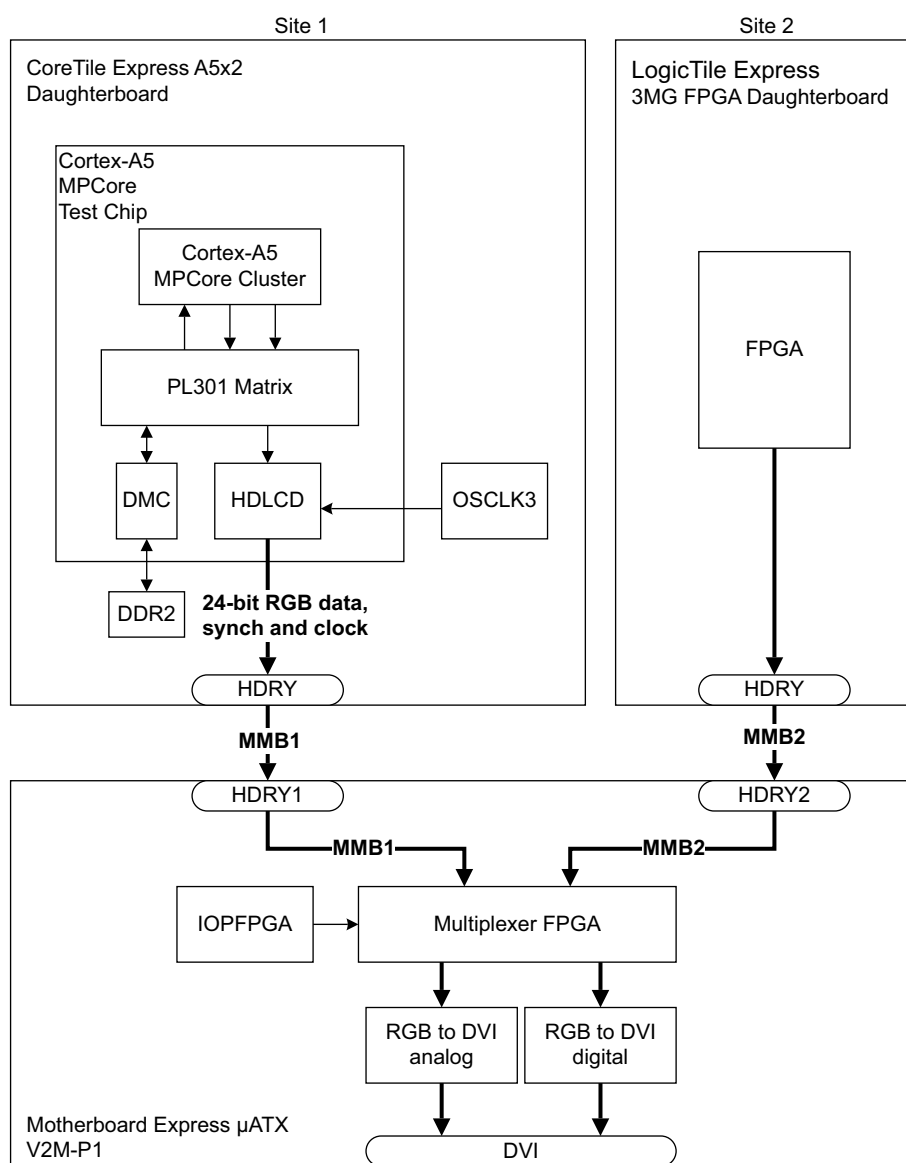 Site 1
Site 2
CoreTile Express A5x2
Daughterboard
LogicTile Express
3MG FPGA Daughterboard
Cortex-A5
MPCore
Test Chip
Cortex-A5
MPCore Cluster
PL301 Matrix
FPGA
DMC
HDLCD
OSCLK3
DDR2
24-bit RGB data,
synch and clock
HDRY
HDRY
MMB1
MMB2
HDRY1
HDRY2
MMB1
MMB2
IOPFPGA
Multiplexer FPGA
RGB to DVI
analog
RGB to DVI
digital
Motherboard Express µATX
V2M-P1
DVI